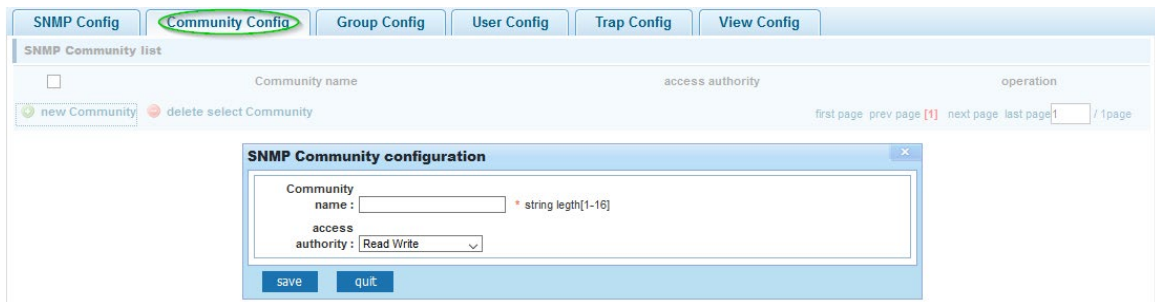 SNMP Config Community Config Group Config User Config Trap Config View Config
SNMP Community list
Community name access authority operation
new Community delete select Community first page prev page [1] next page last page 1 / 1page
SNMP Community configuration
Community
name : * string legth[1-16]
access
authority : Read Write
save quit